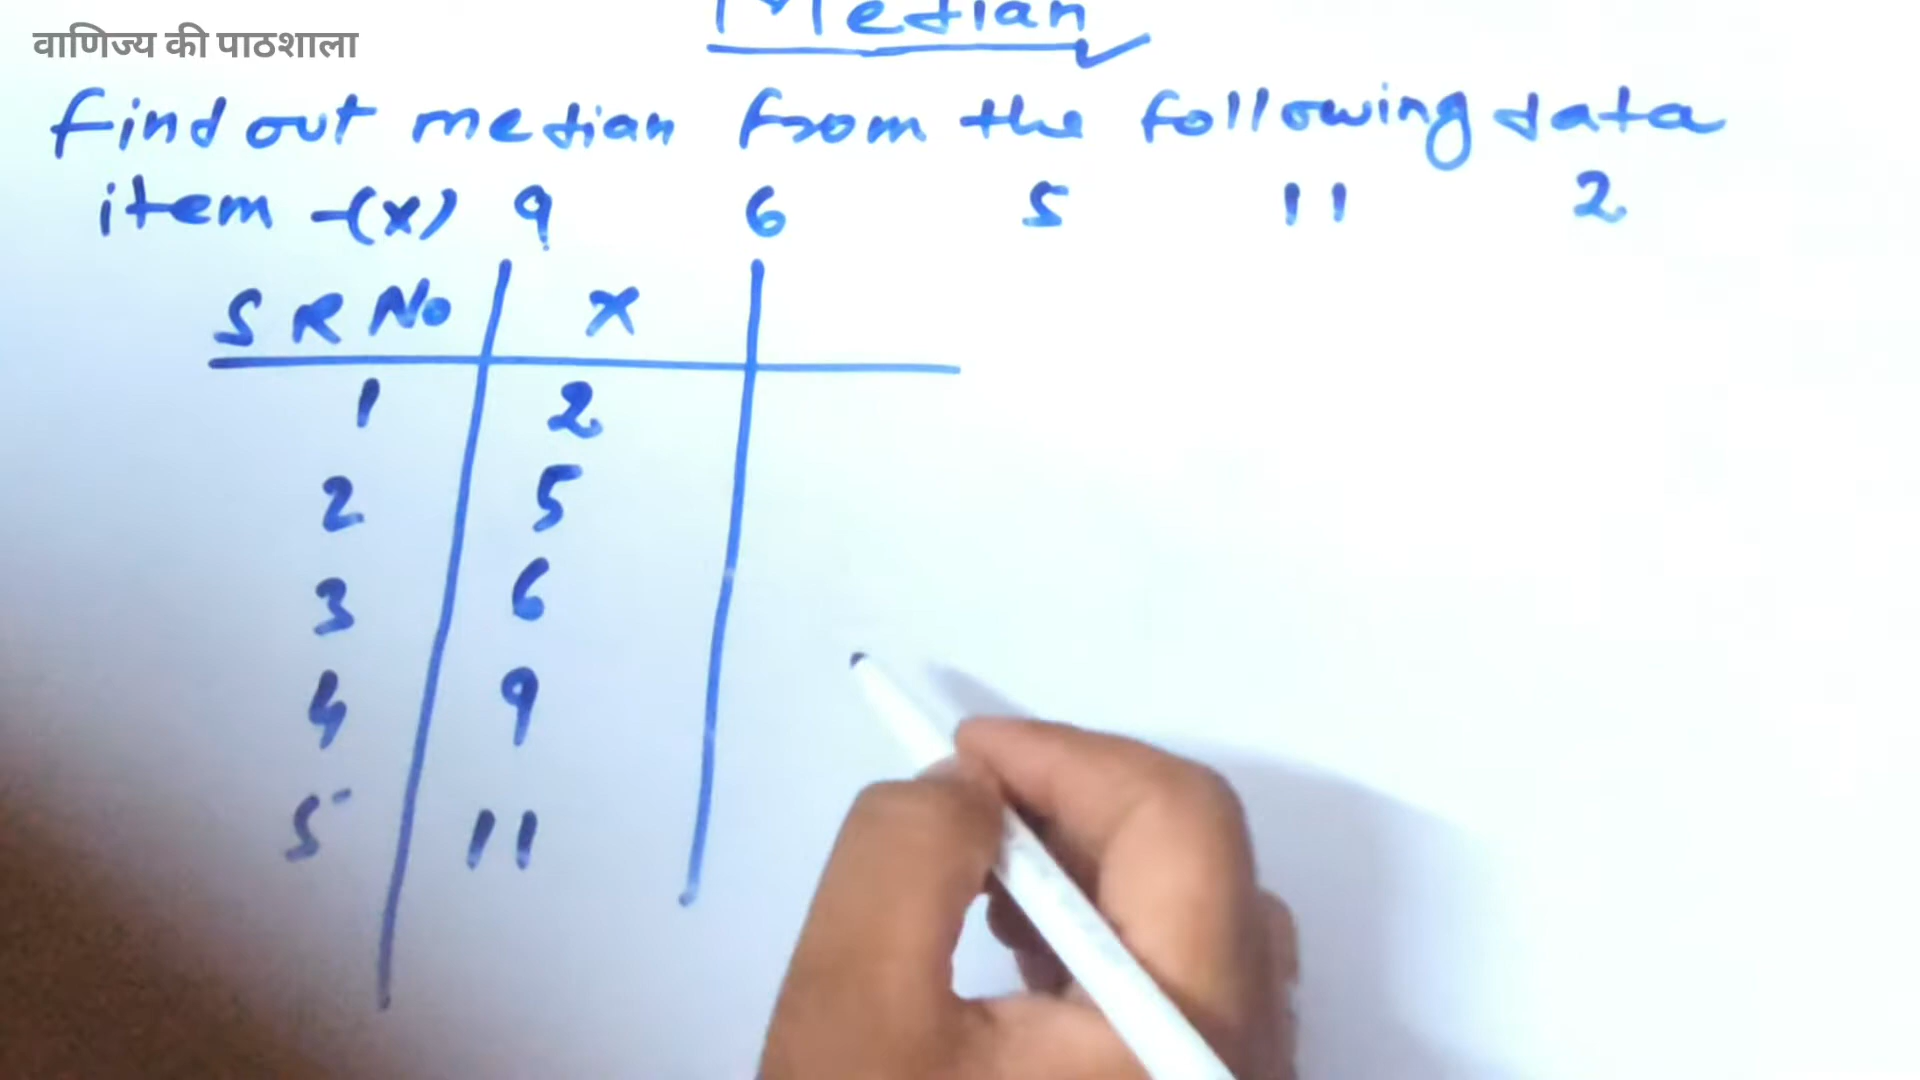 वाणिज्य की पाठशाला
Median
find out median from the following data
item -(x) 9 6 5 11 2
S R No x
1 2
2 5
3 6
4 9
5 11